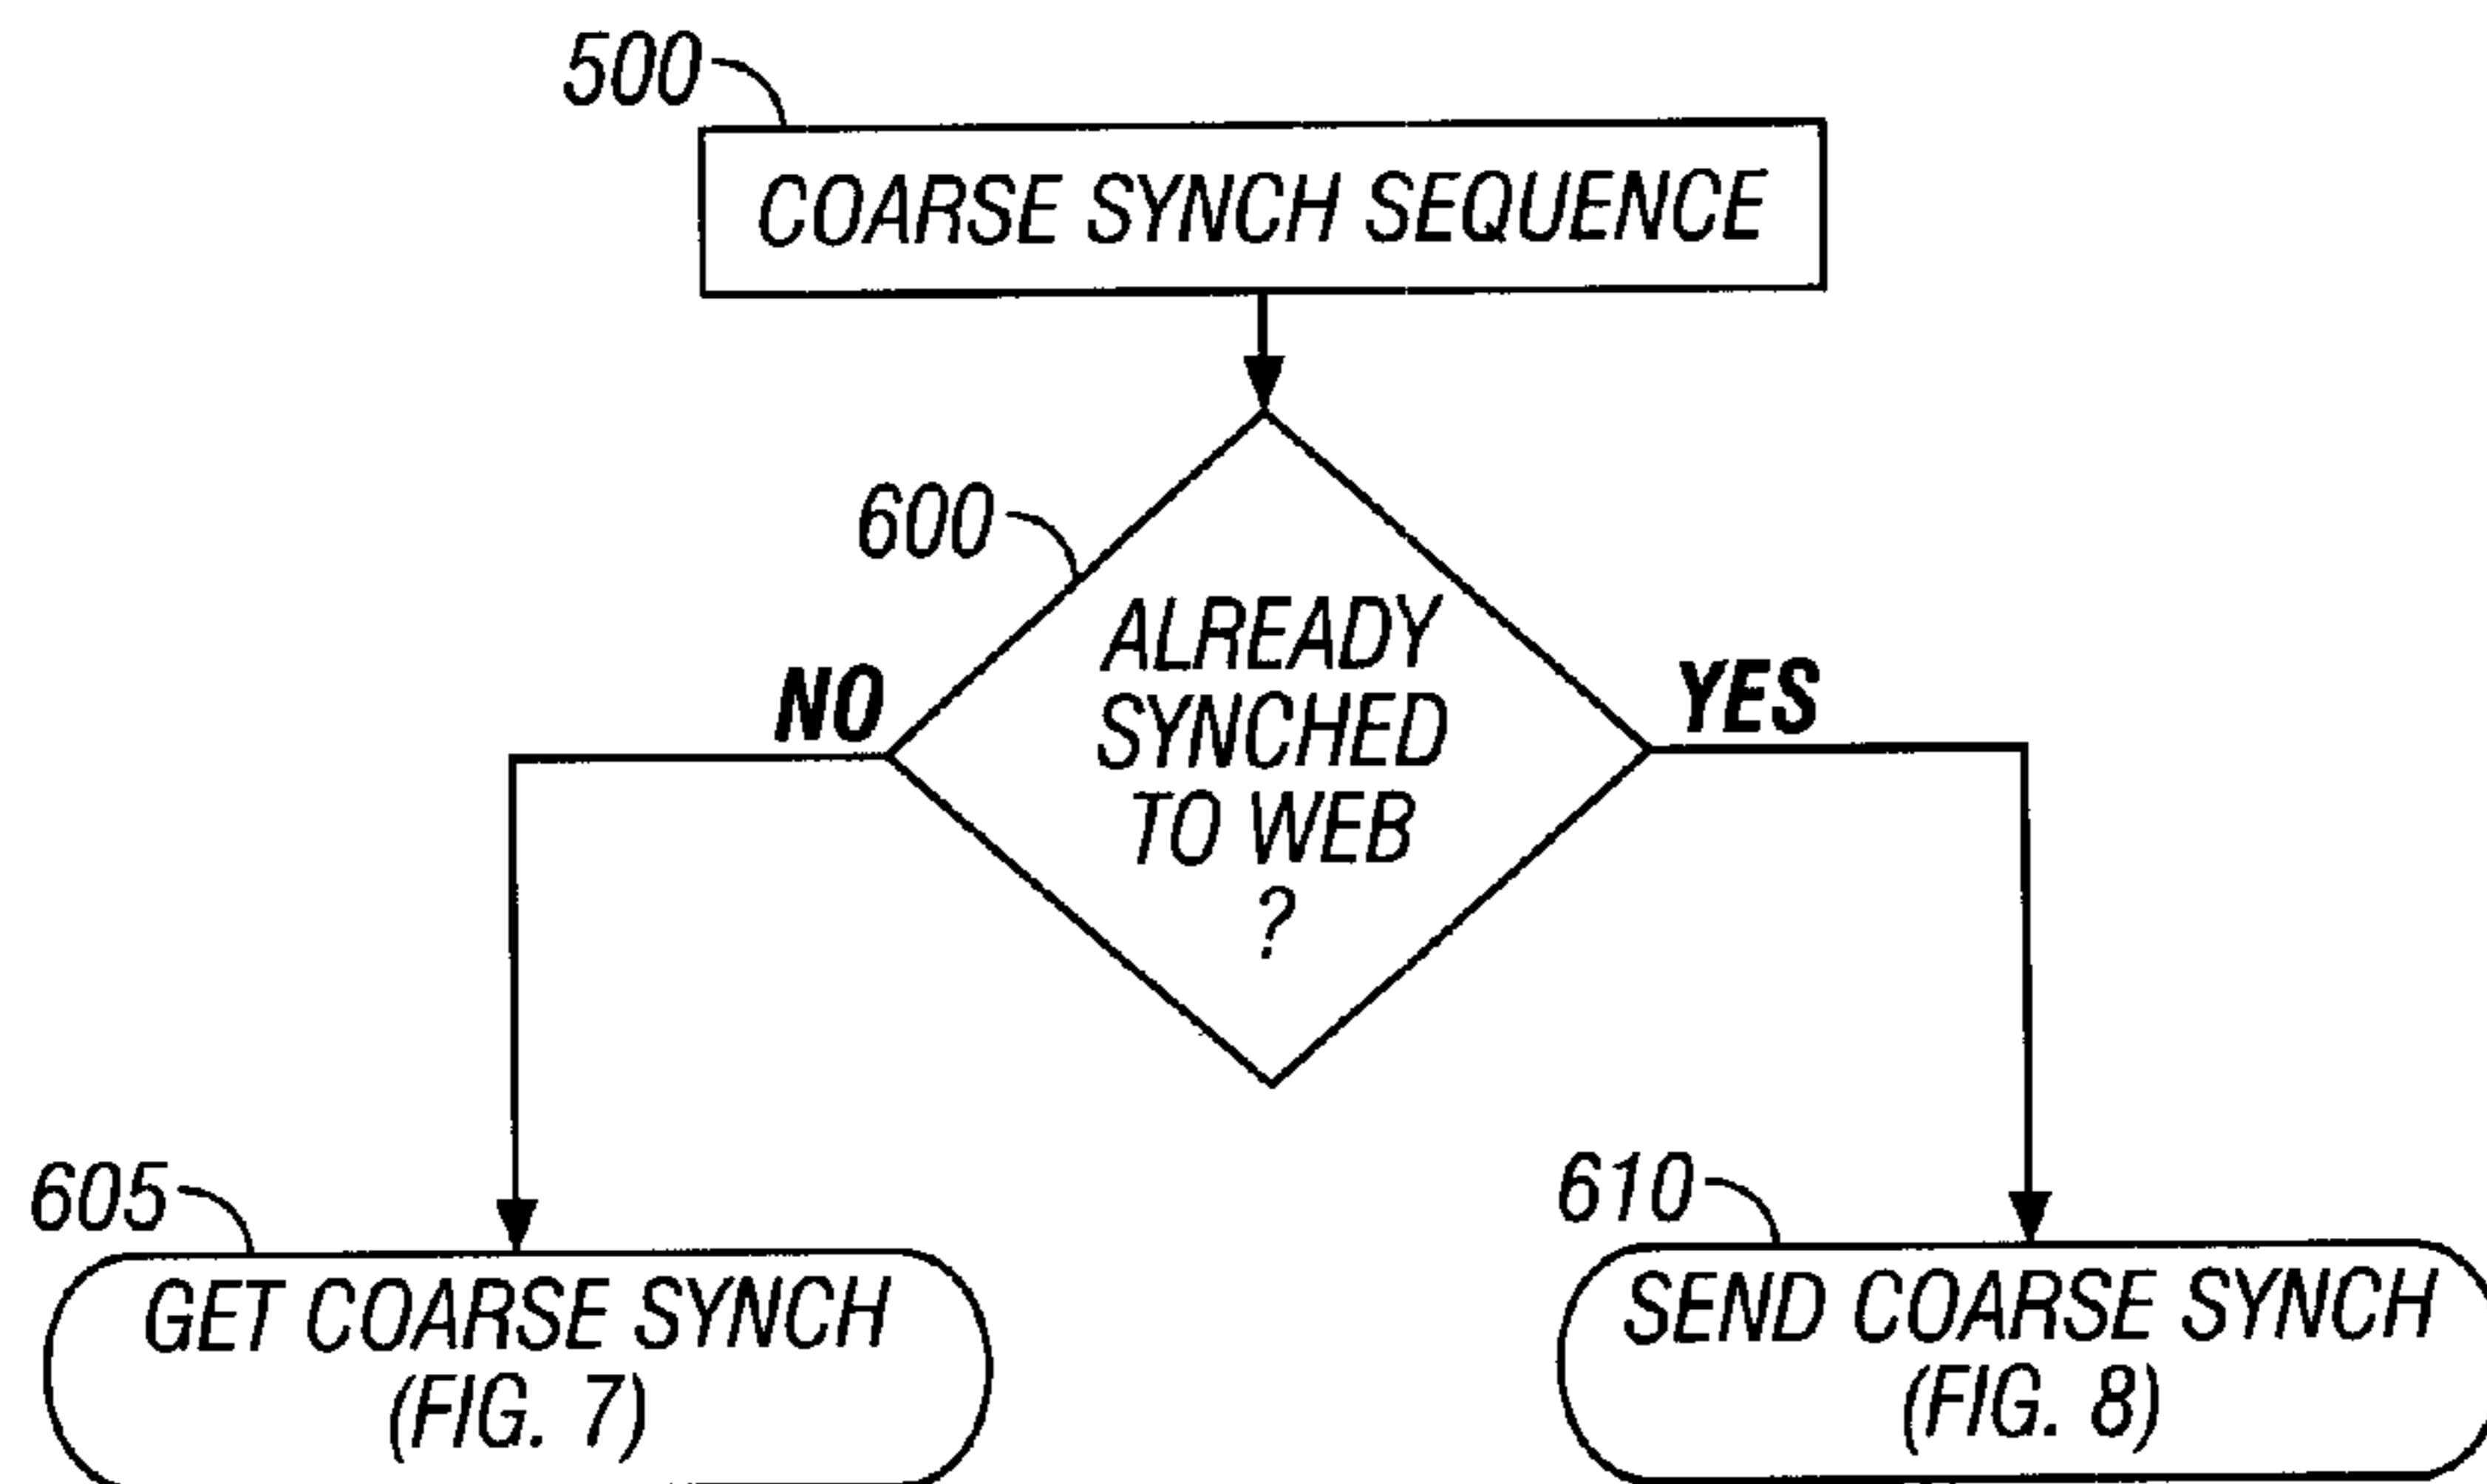 500
COARSE SYNCH SEQUENCE
600
ALREADY
SYNCHED
TO WEB
?
NO
YES
605
GET COARSE SYNCH
(FIG. 7)
610
SEND COARSE SYNCH
(FIG. 8)